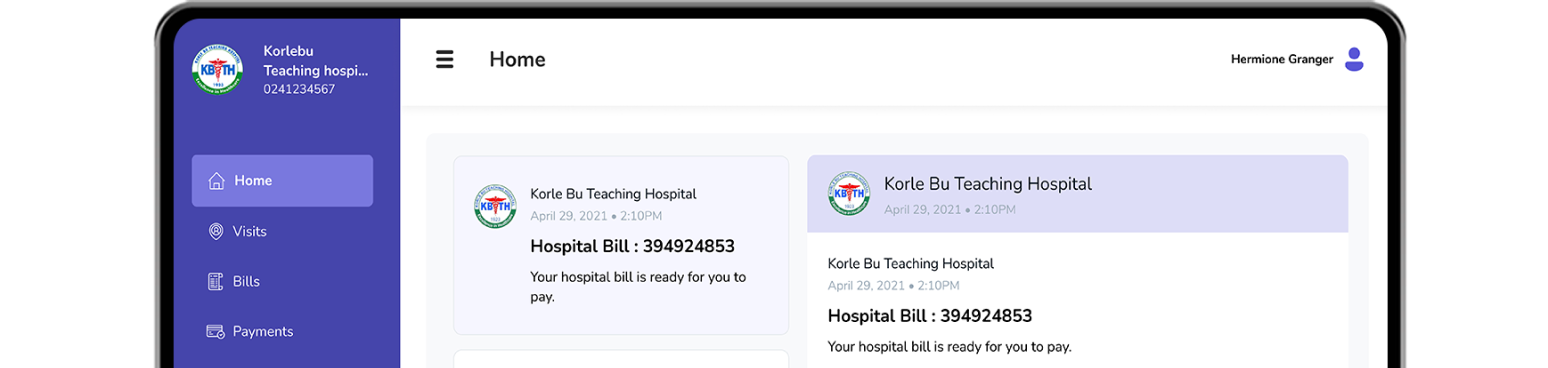 Korlebu
Teaching hospi...
0241234567
Home
Visits
Bills
Payments
Home
Hermione Granger
KBTH
Korle Bu Teaching Hospital
April 29, 2021 • 2:10PM
Hospital Bill : 394924853
Your hospital bill is ready for you to
pay.
KBTH
Korle Bu Teaching Hospital
April 29, 2021 • 2:10PM
Korle Bu Teaching Hospital
April 29, 2021 • 2:10PM
Hospital Bill : 394924853
Your hospital bill is ready for you to pay.